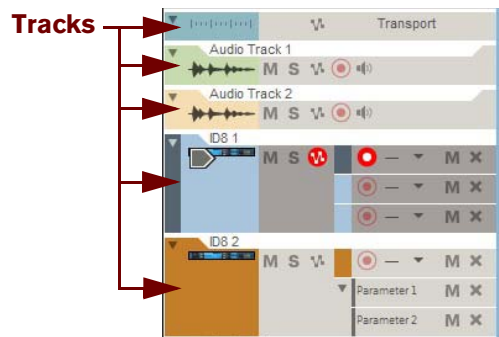 Tracks
Transport
Audio Track 1
M S
Audio Track 2
M S
ID8 1
M S M
M
M
ID8 2
M S M
Parameter 1 M
Parameter 2 M